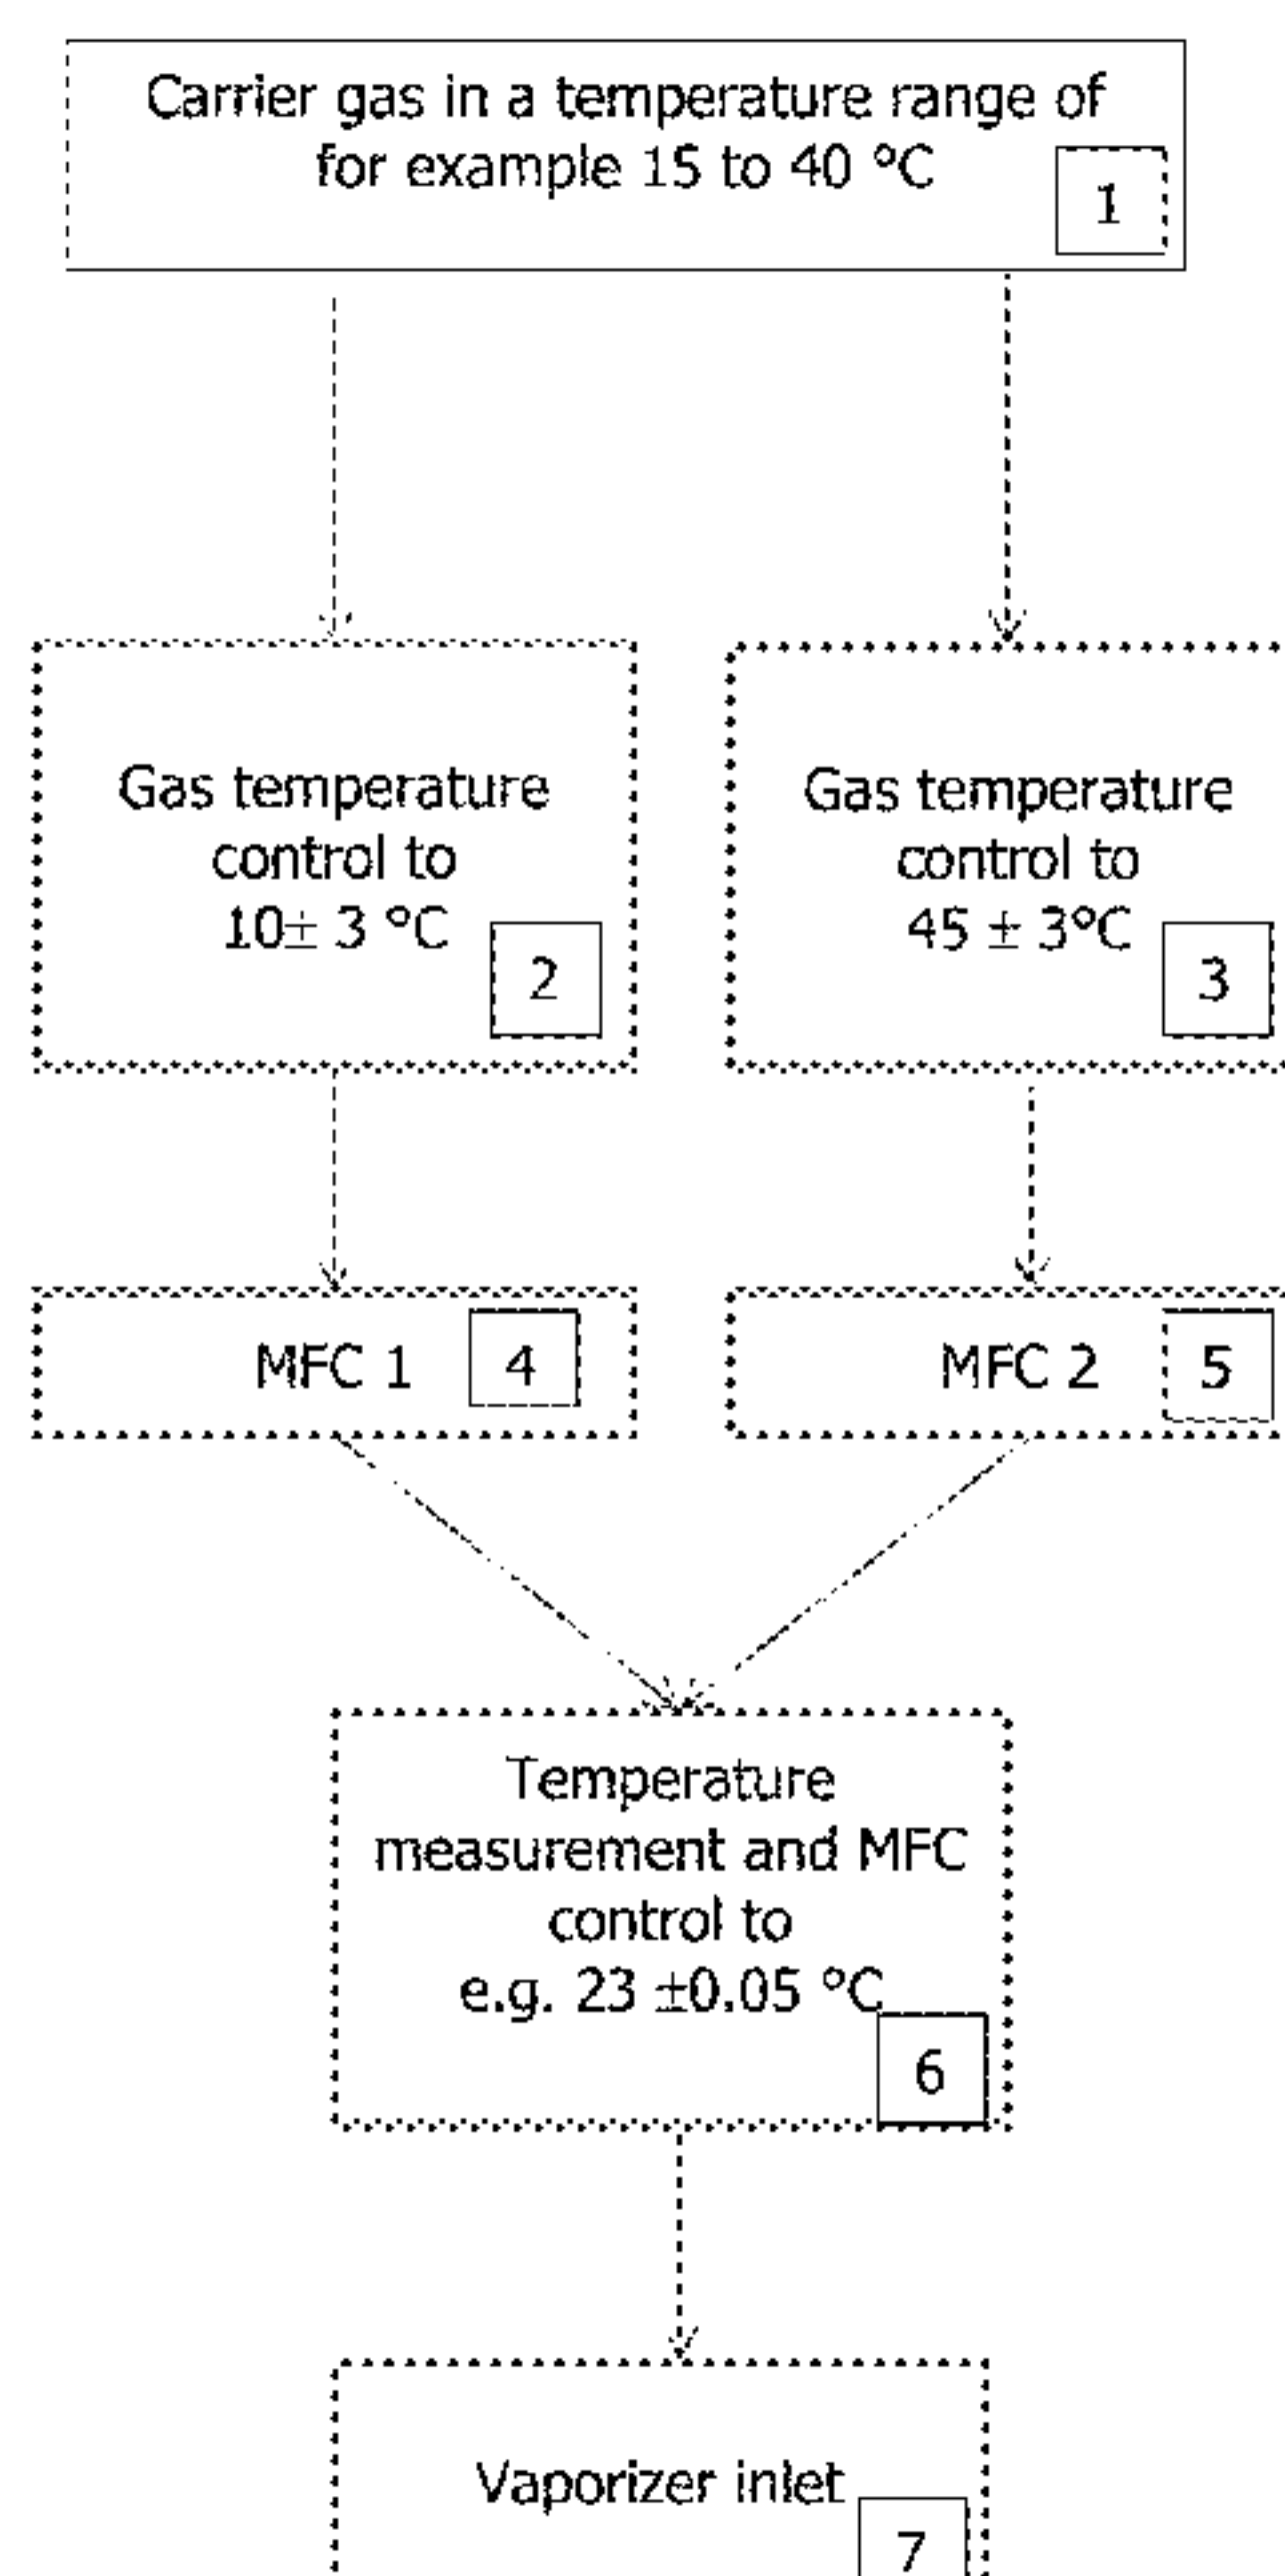 Carrier gas in a temperature range of
for example 15 to 40 °C
1
Gas temperature
control to
10± 3 °C
2
Gas temperature
control to
45 ± 3°C
3
MFC 1
4
MFC 2
5
Temperature
measurement and MFC
control to
e.g. 23 ±0.05 °C
6
Vaporizer inlet
7